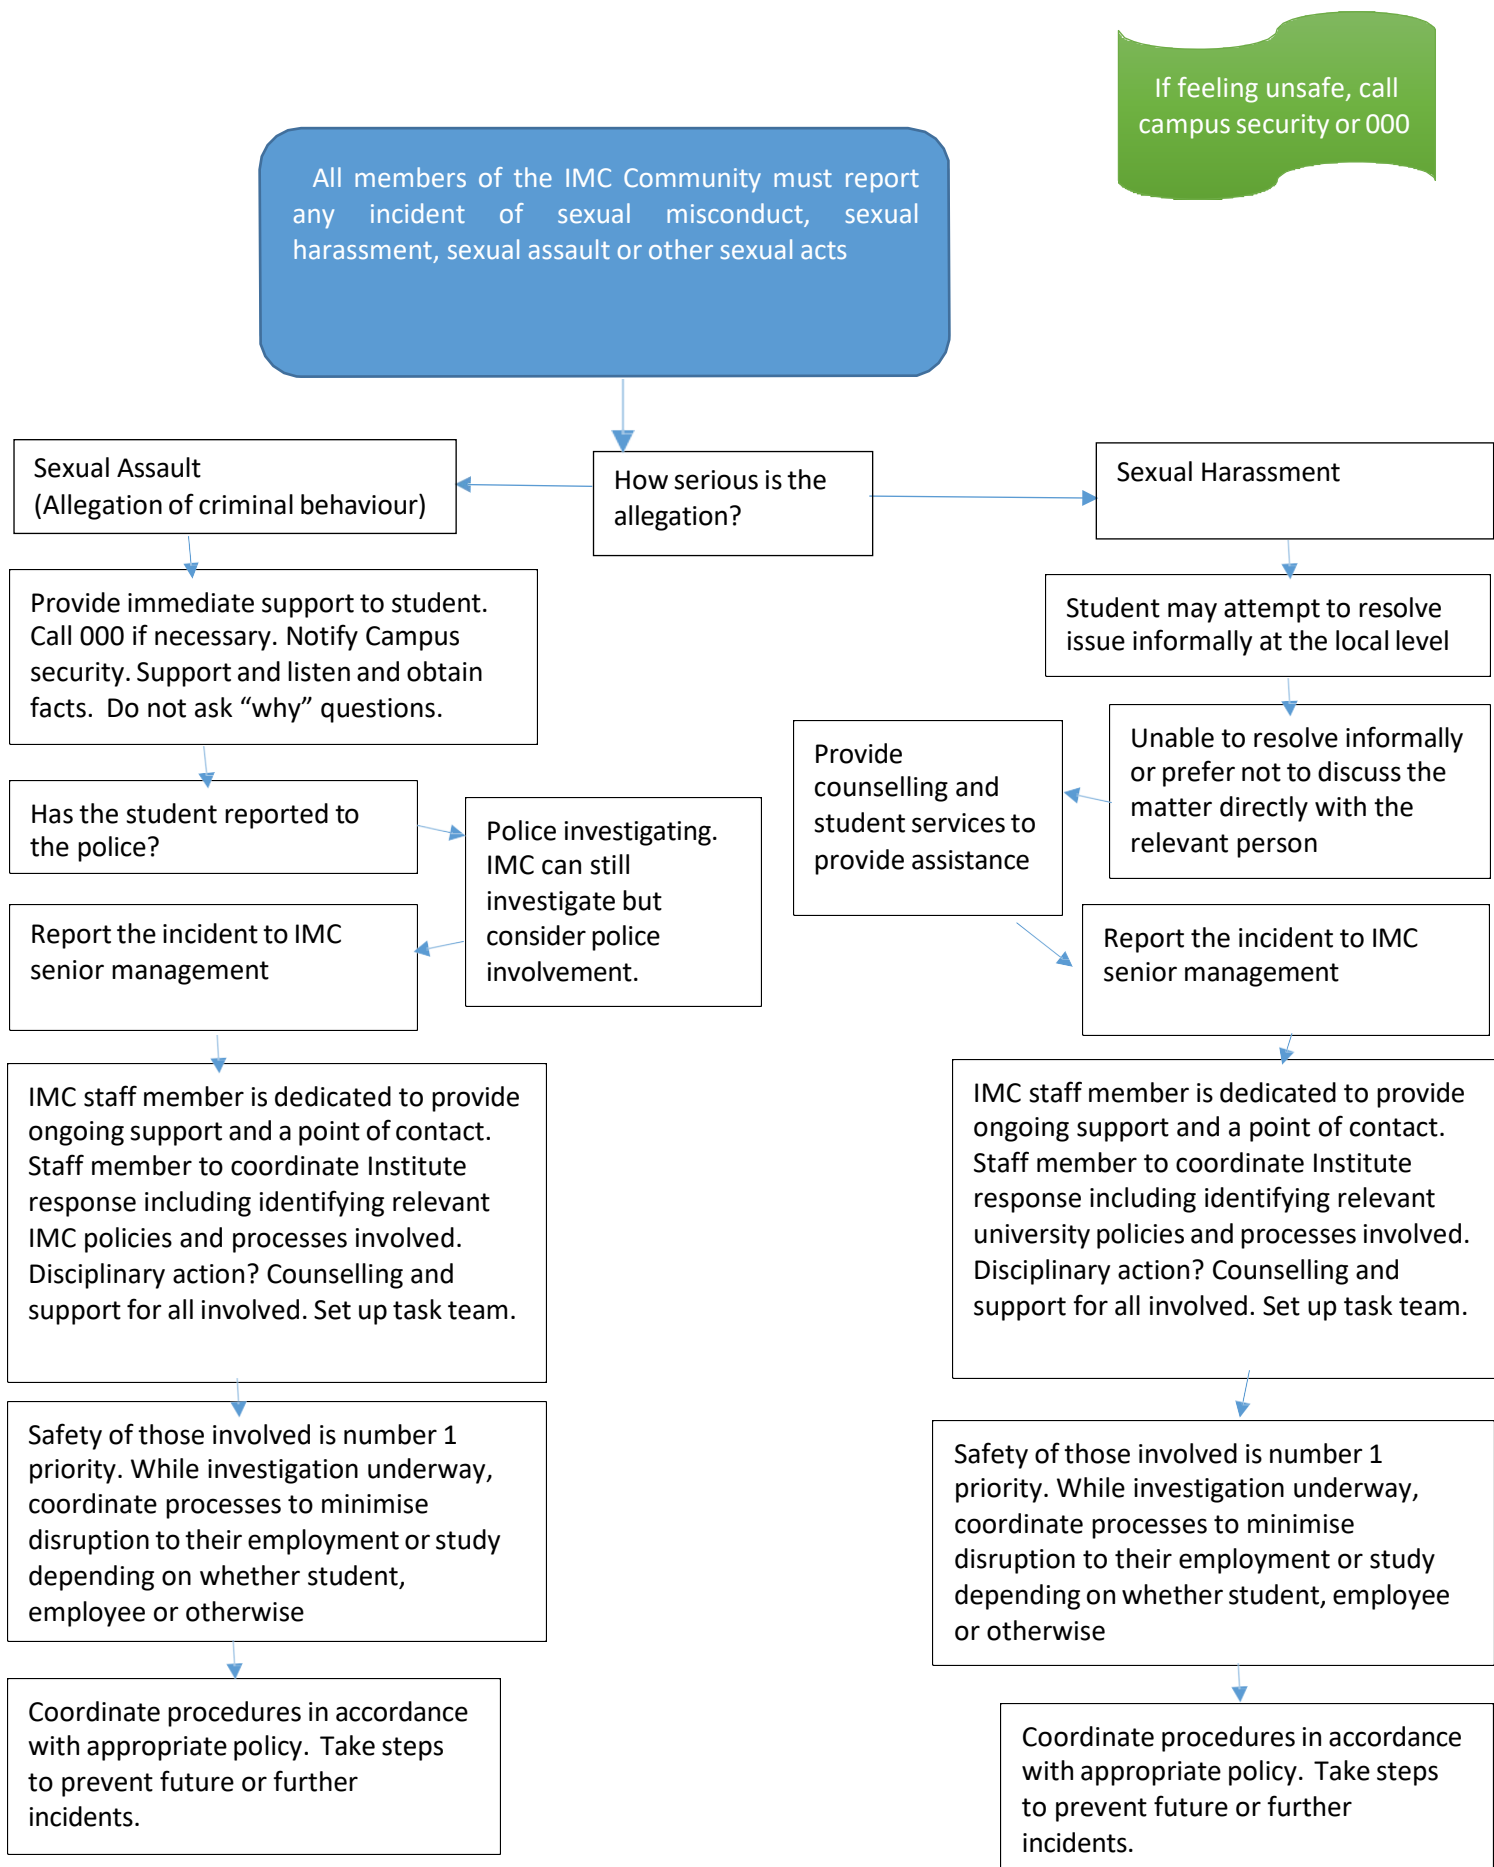 If feeling unsafe, call
campus security or 000
All members of the IMC Community must report
any incident of sexual misconduct, sexual
harassment, sexual assault or other sexual acts
How serious is the
allegation?
Sexual Assault
(Allegation of criminal behaviour)
Provide immediate support to student.
Call 000 if necessary. Notify Campus
security. Support and listen and obtain
facts. Do not ask “why” questions.
Has the student reported to
the police?
Police investigating.
IMC can still
investigate but
consider police
involvement.
Report the incident to IMC
senior management
IMC staff member is dedicated to provide
ongoing support and a point of contact.
Staff member to coordinate Institute
response including identifying relevant
IMC policies and processes involved.
Disciplinary action? Counselling and
support for all involved. Set up task team.
Safety of those involved is number 1
priority. While investigation underway,
coordinate processes to minimise
disruption to their employment or study
depending on whether student,
employee or otherwise
Coordinate procedures in accordance
with appropriate policy. Take steps
to prevent future or further
incidents.
Sexual Harassment
Student may attempt to resolve
issue informally at the local level
Unable to resolve informally
or prefer not to discuss the
matter directly with the
relevant person
Provide
counselling and
student services to
provide assistance
Report the incident to IMC
senior management
IMC staff member is dedicated to provide
ongoing support and a point of contact.
Staff member to coordinate Institute
response including identifying relevant
university policies and processes involved.
Disciplinary action? Counselling and
support for all involved. Set up task team.
Safety of those involved is number 1
priority. While investigation underway,
coordinate processes to minimise
disruption to their employment or study
depending on whether student, employee
or otherwise
Coordinate procedures in accordance
with appropriate policy. Take steps
to prevent future or further
incidents.